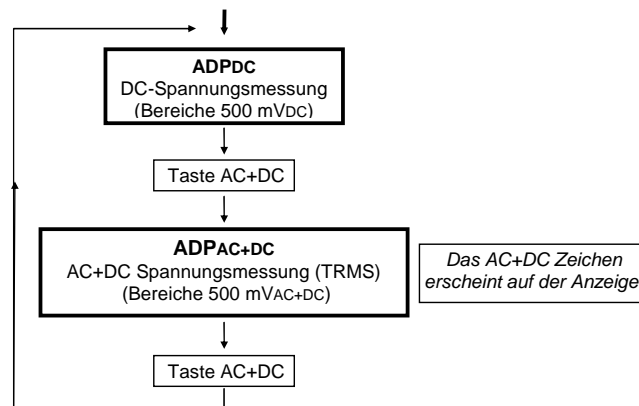 ADPDC
DC-Spannungsmessung
(Bereiche 500 mVDC)
Taste AC+DC
ADPAC+DC
AC+DC Spannungsmessung (TRMS)
(Bereiche 500 mVAC+DC)
Das AC+DC Zeichen
erscheint auf der Anzeige
Taste AC+DC